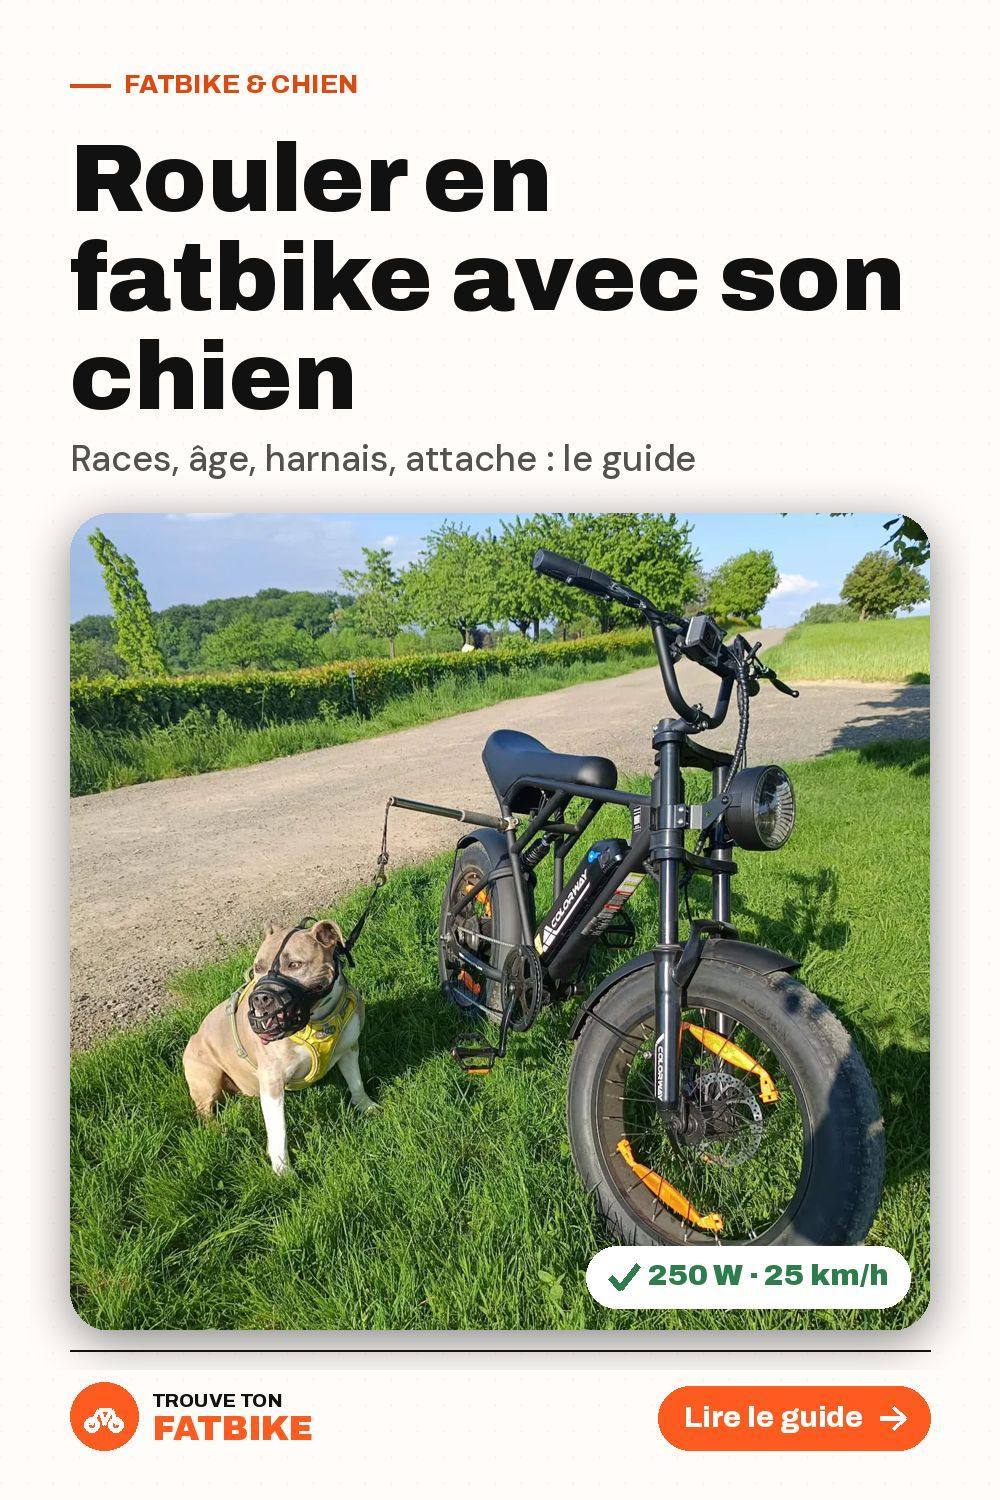 FATBIKE & CHIEN
Rouler en
fatbike avec son
chien
Races, âge, harnais, attache : le guide
COLORWAY
COLORWAY
250 W · 25 km/h
TROUVE TON
FATBIKE
Lire le guide